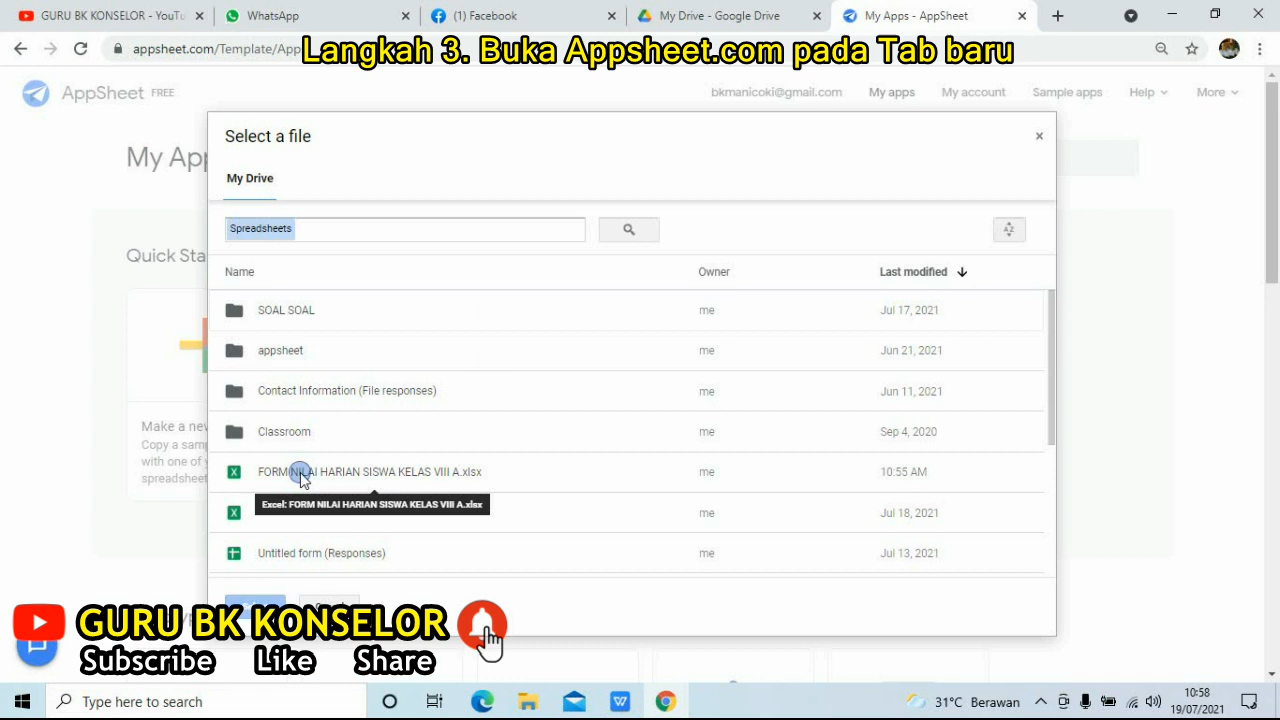 GURU BK KONSELOR - YouTu
WhatsApp
(1) Facebook
My Drive - Google Drive
My Apps - AppSheet
appsheet.com/Template/App
Langkah 3. Buka Appsheet.com pada Tab baru
AppSheet FREE
bkmanicoki@gmail.com My apps My account Sample apps Help More
My App
Select a file
My Drive
Spreadsheets
Quick Sta
Name Owner Last modified
SOAL SOAL me Jul 17, 2021
appsheet me Jun 21, 2021
Contact Information (File responses) me Jun 11, 2021
Classroom me Sep 4, 2020
FORM NILAI HARIAN SISWA KELAS VIII A.xlsx me 10:55 AM
Excel: FORM NILAI HARIAN SISWA KELAS VIII A.xlsx
me Jul 18, 2021
Untitled form (Responses) me Jul 13, 2021
Make a new
Copy a samp
with one of y
spreadsheet
GURU BK KONSELOR
Subscribe Like Share
Type here to search
31°C Berawan
10:58
19/07/2021